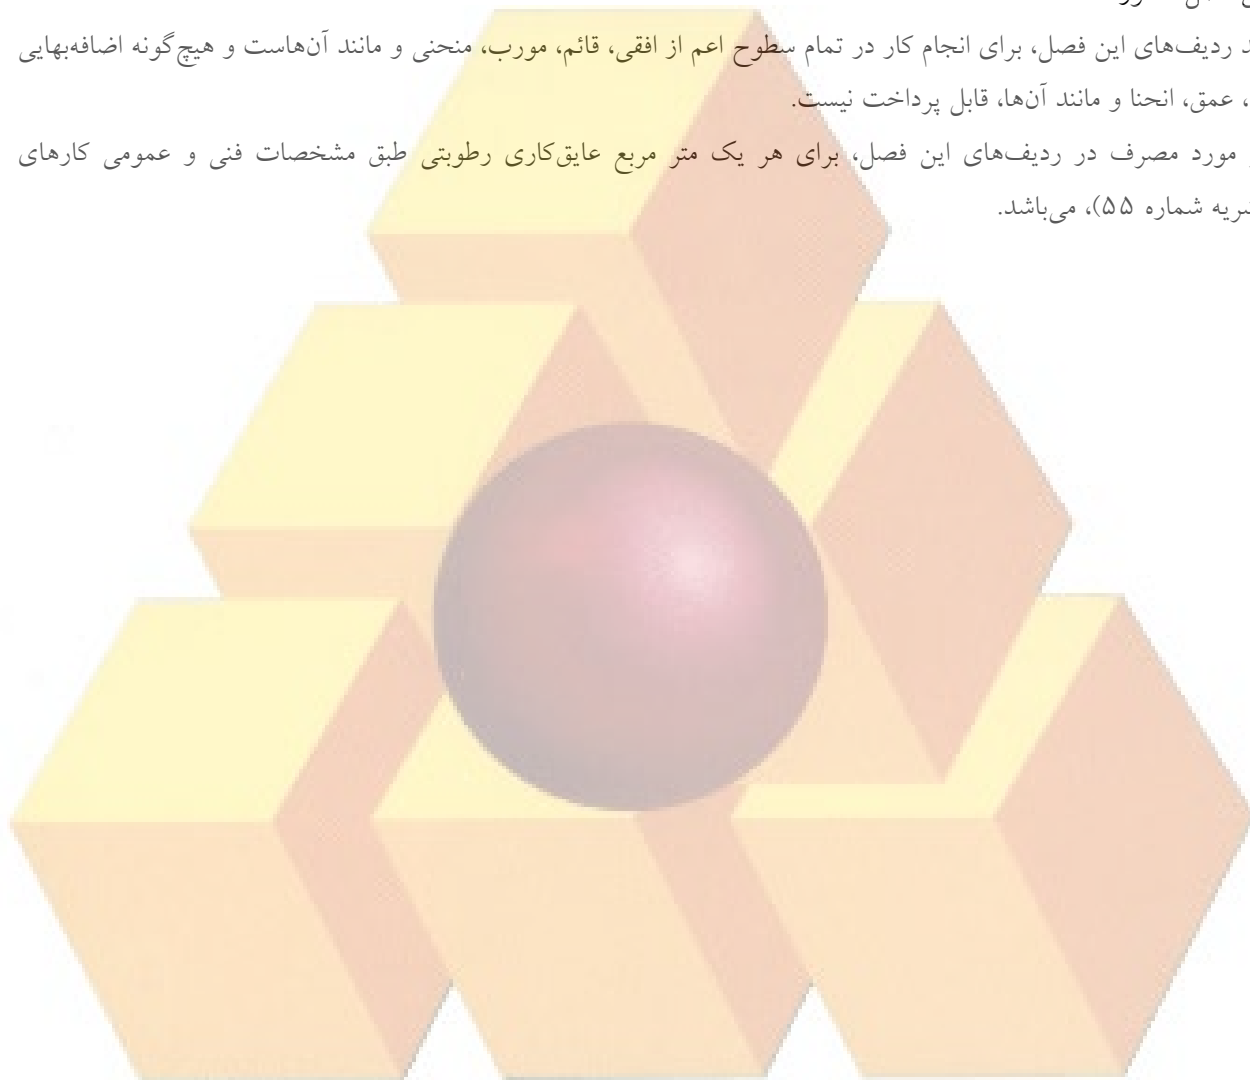 ردیف‌های این فصل، برای انجام کار در تمام سطوح اعم از افقی، قائم، مورب، منحنی و مانند آن‌هاست و هیچ‌گونه اضافه‌بهایی
، عمق، انحنا و مانند آن‌ها، قابل پرداخت نیست.
مورد مصرف در ردیف‌های این فصل، برای هر یک متر مربع عایق‌کاری رطوبتی طبق مشخصات فنی و عمومی کارهای
شماره ۵۵)، می‌باشد.